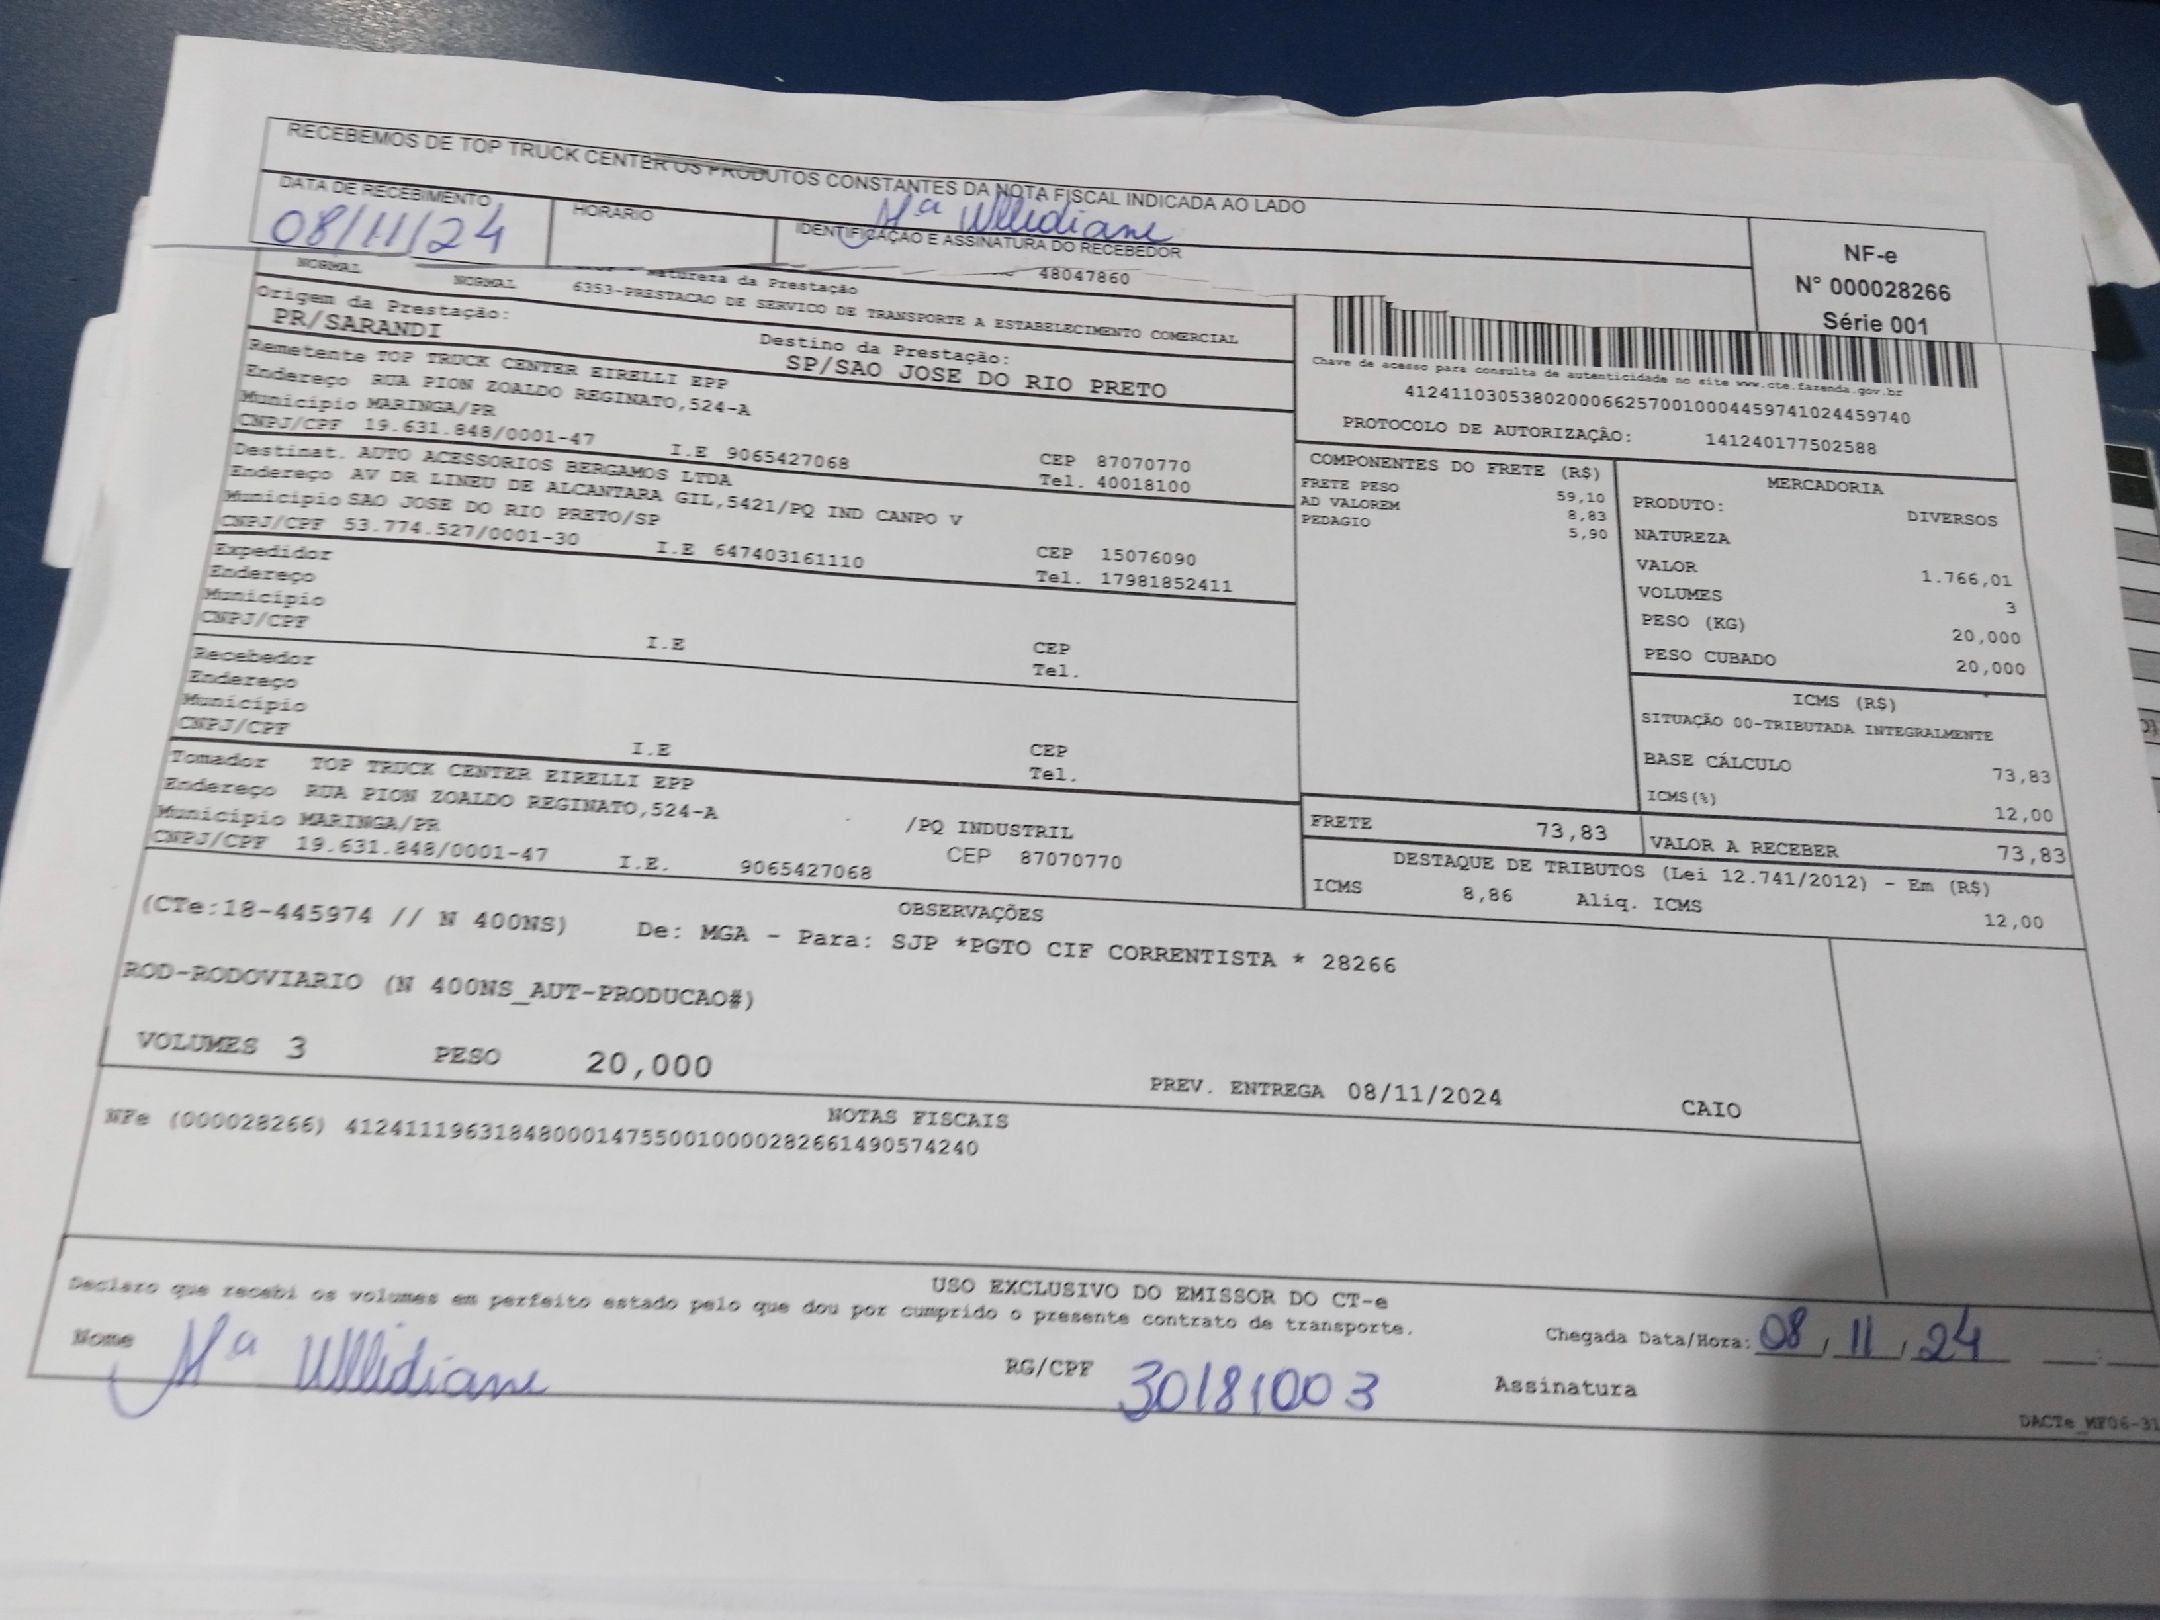 RECEBEMOS DE TOP TRUCK CENTER OS PRODUTOS CONSTANTES DA NOTA FISCAL INDICADA AO LADO
DATA DE RECEBIMENTO
08/11/24
HORARIO
Mª
IDENTIFICAÇÃO E ASSINATURA DO RECEBEDOR
NF-e
N° 000028266
Série 001
NORMAL NORMAL
Natureza da Prestação
48047860
6353-PRESTACAO DE SERVICO DE TRANSPORTE A ESTABELECIMENTO COMERCIAL
Origem da Prestação:
PR/SARANDI
Destino da Prestação:
SP/SAO JOSE DO RIO PRETO
Remetente TOP TRUCK CENTER EIRELLI EPP
Endereço RUA PION ZOALDO REGINATO,524-A
Município MARINGA/PR
CEP 87070770
CNPJ/CPF 19.631.848/0001-47 I.E 9065427068 Tel. 40018100
Destinat. AUTO ACESSORIOS BERGAMOS LTDA
Endereço AV DR LINEU DE ALCANTARA GIL,5421/PQ IND CANPO V
Município SAO JOSE DO RIO PRETO/SP CEP 15076090
CNPJ/CPF 53.774.527/0001-30 I.E 647403161110 Tel. 17981852411
Expedidor
Endereço
Município CEP
CNPJ/CPF I.E Tel.
Recebedor
Endereço
Município CEP
CNPJ/CPF I.E Tel.
Tomador TOP TRUCK CENTER EIRELLI EPP
Endereço RUA PION ZOALDO REGINATO,524-A /PQ INDUSTRIL
Município MARINGA/PR CEP 87070770
CNPJ/CPF 19.631.848/0001-47 I.E. 9065427068
Chave de acesso para consulta de autenticidade no site www.cte.fazenda.gov.br
41241103053802000662570010004459741024459740
PROTOCOLO DE AUTORIZAÇÃO: 141240177502588
COMPONENTES DO FRETE (R$)
FRETE PESO 59,10
AD VALOREM 8,83
PEDAGIO 5,90
MERCADORIA
PRODUTO: DIVERSOS
NATUREZA
VALOR 1.766,01
VOLUMES 3
PESO (KG) 20,000
PESO CUBADO 20,000
ICMS (R$)
SITUAÇÃO 00-TRIBUTADA INTEGRALMENTE
BASE CÁLCULO 73,83
ICMS(%) 12,00
FRETE 73,83 VALOR A RECEBER 73,83
DESTAQUE DE TRIBUTOS (Lei 12.741/2012) - Em (R$)
ICMS 8,86 Aliq. ICMS 12,00
OBSERVAÇÕES
(CTe:18-445974 // N 400NS) De: MGA - Para: SJP *PGTO CIF CORRENTISTA * 28266
ROD-RODOVIARIO (N 400NS_AUT-PRODUCAO#)
VOLUMES 3 PESO 20,000 PREV. ENTREGA 08/11/2024 CAIO
NOTAS FISCAIS
NFe (000028266) 41241119631848000147550010000282661490574240
USO EXCLUSIVO DO EMISSOR DO CT-e
Declaro que recebi os volumes em perfeito estado pelo que dou por cumprido o presente contrato de transporte.
Chegada Data/Hora: 08/11/24 __:__
Nome Mª
RG/CPF 30181003
Assinatura
DACTe_MF06-31